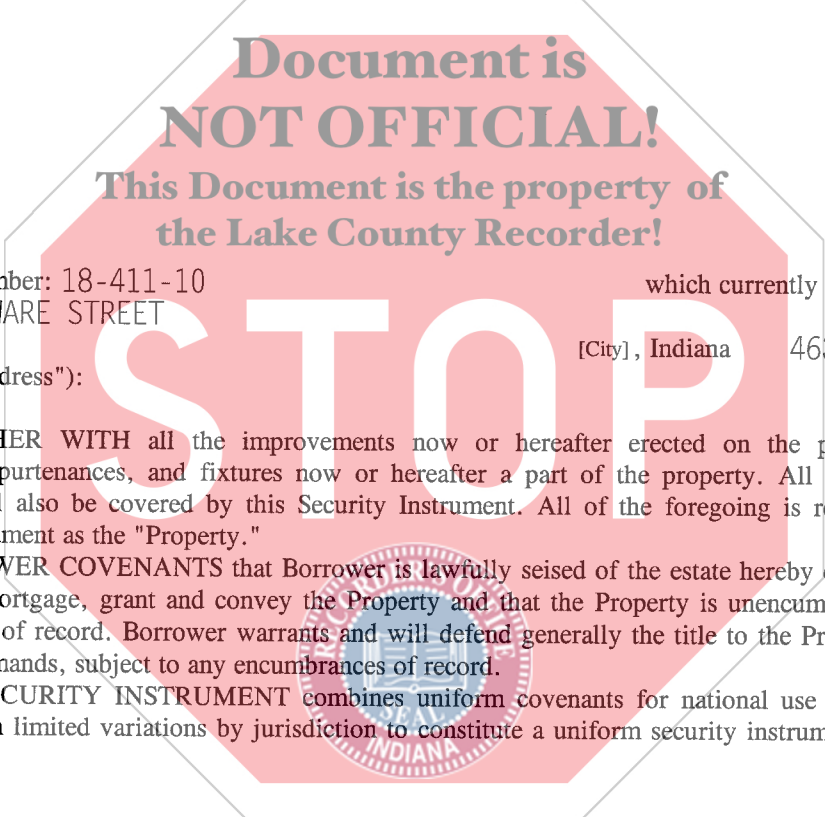 Document is
NOT OFFICIAL!
This Document is the property of
the Lake County Recorder!
nber: 18-411-10 which currently
ARE STREET
[City], Indiana 463
dress"):
STOP
HER WITH all the improvements now or hereafter erected on the p
purtenances, and fixtures now or hereafter a part of the property. All
l also be covered by this Security Instrument. All of the foregoing is re
ment as the "Property."
WER COVENANTS that Borrower is lawfully seised of the estate hereby
ortgage, grant and convey the Property and that the Property is unencum
of record. Borrower warrants and will defend generally the title to the Pr
nands, subject to any encumbrances of record.
CURITY INSTRUMENT combines uniform covenants for national use
limited variations by jurisdiction to constitute a uniform security instrum
RECORDER'S OFFICE
SEAL
INDIANA